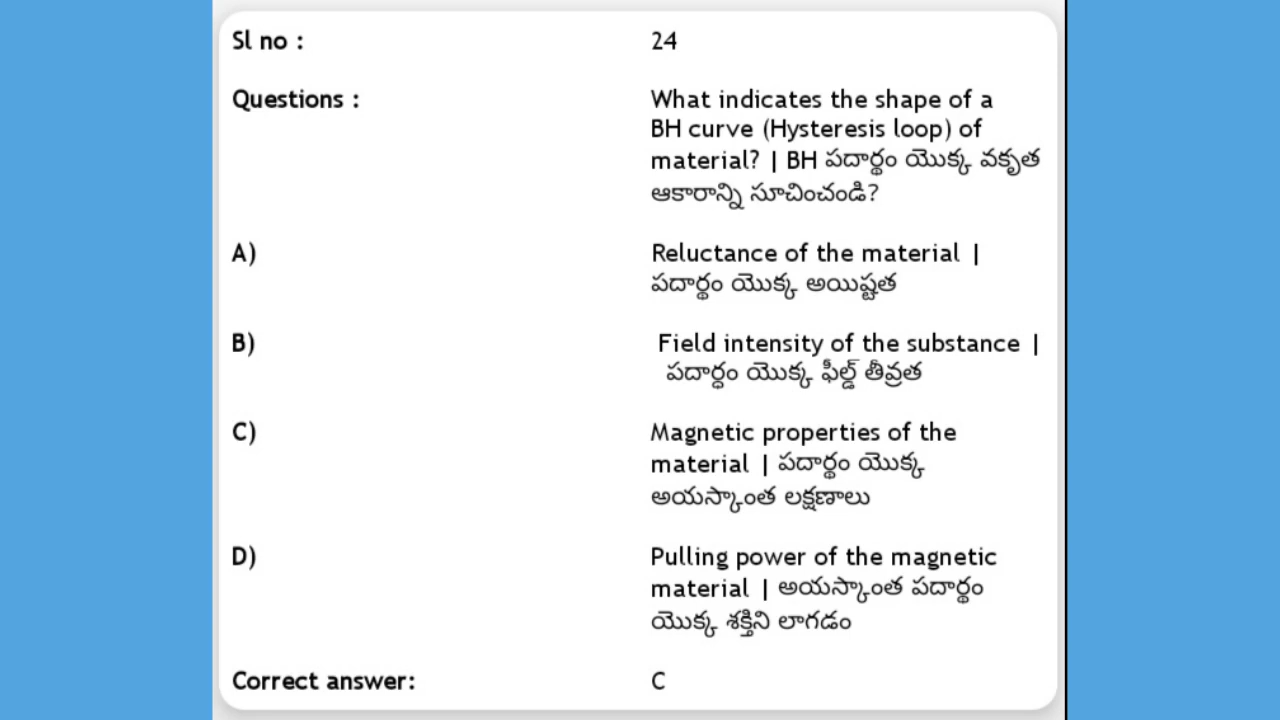 Sl no : 24
Questions : What indicates the shape of a
BH curve (Hysteresis loop) of
material? | BH పదార్థం యొక్క వకృత
ఆకారాన్ని సూచించండి?
A) Reluctance of the material |
పదార్థం యొక్క అయిష్టత
B) Field intensity of the substance |
పదార్థం యొక్క ఫీల్డ్ తీవ్రత
C) Magnetic properties of the
material | పదార్థం యొక్క
అయస్కాంత లక్షణాలు
D) Pulling power of the magnetic
material | అయస్కాంత పదార్థం
యొక్క శక్తిని లాగడం
Correct answer: C